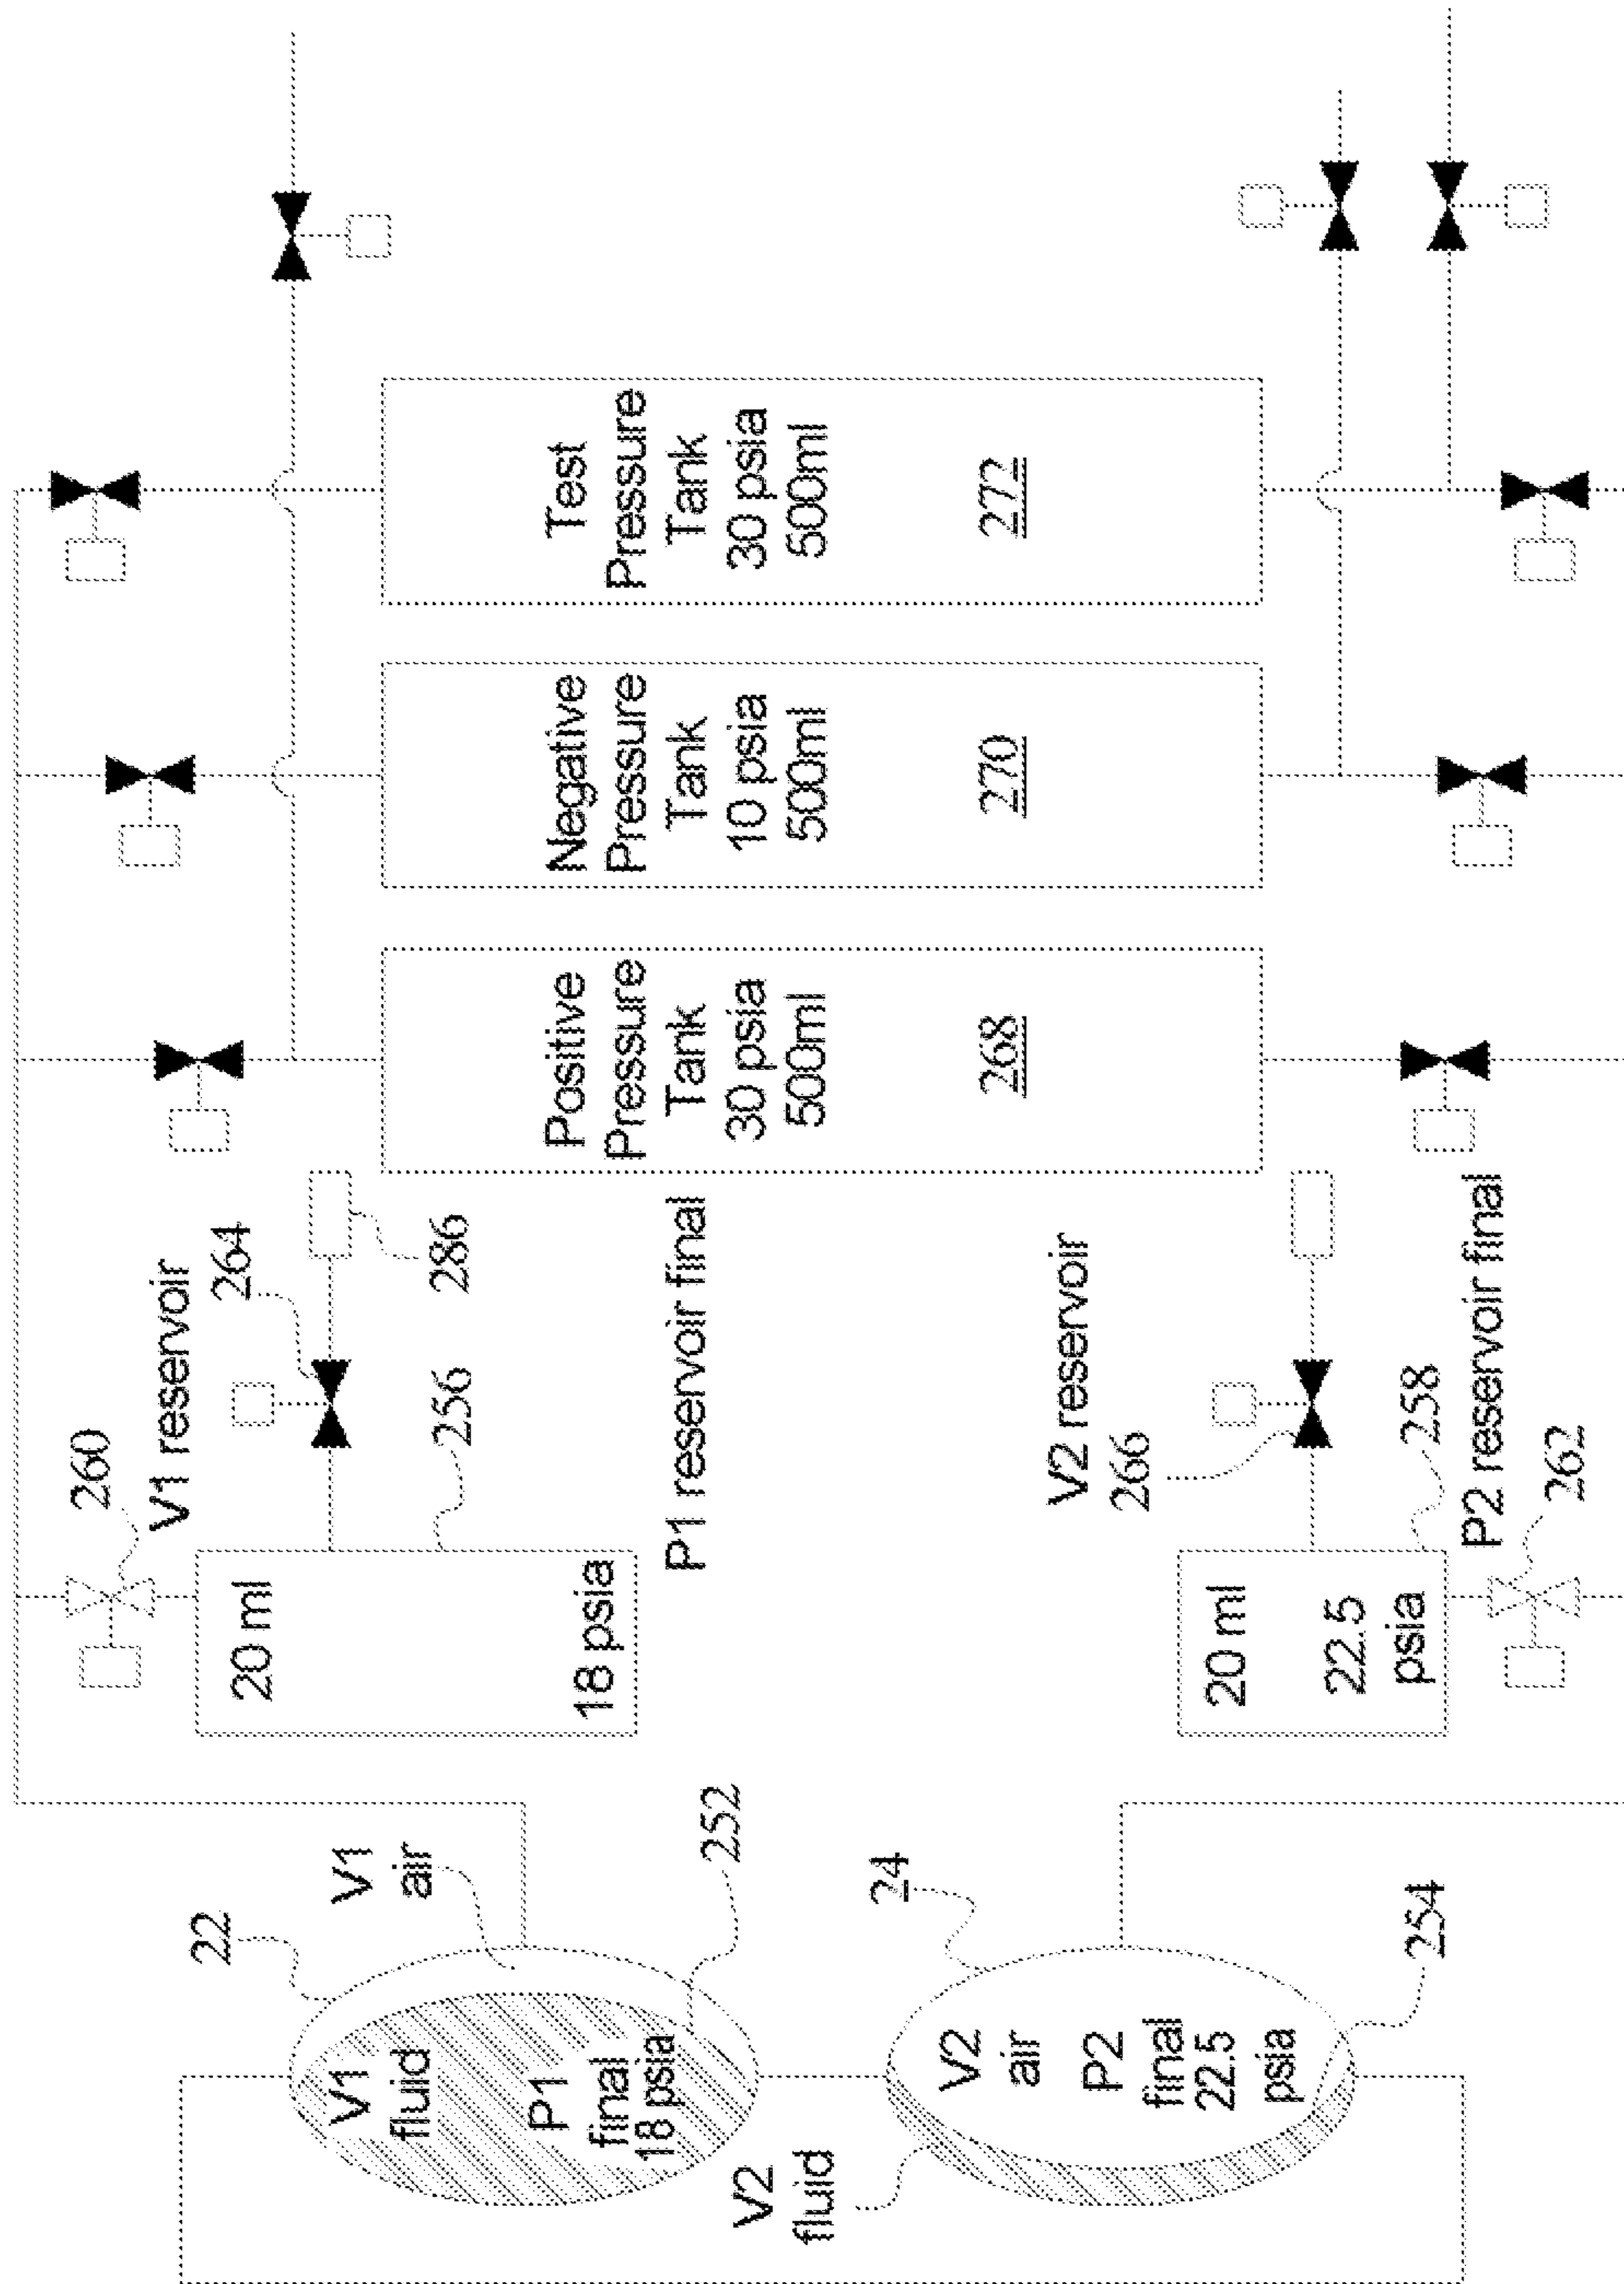 22
V1
air
V1
fluid
P1
final
18 psia
252
V2
fluid
24
V2
air
P2
final
22.5
psia
254
260
V1 reservoir
264
20 ml
18 psia
256
286
P1 reservoir final
V2 reservoir
266
20 ml
22.5
psia
258
P2 reservoir final
262
Positive
Pressure
Tank
30 psia
500ml
268
Negative
Pressure
Tank
10 psia
500ml
270
Test
Pressure
Tank
30 psia
500ml
272